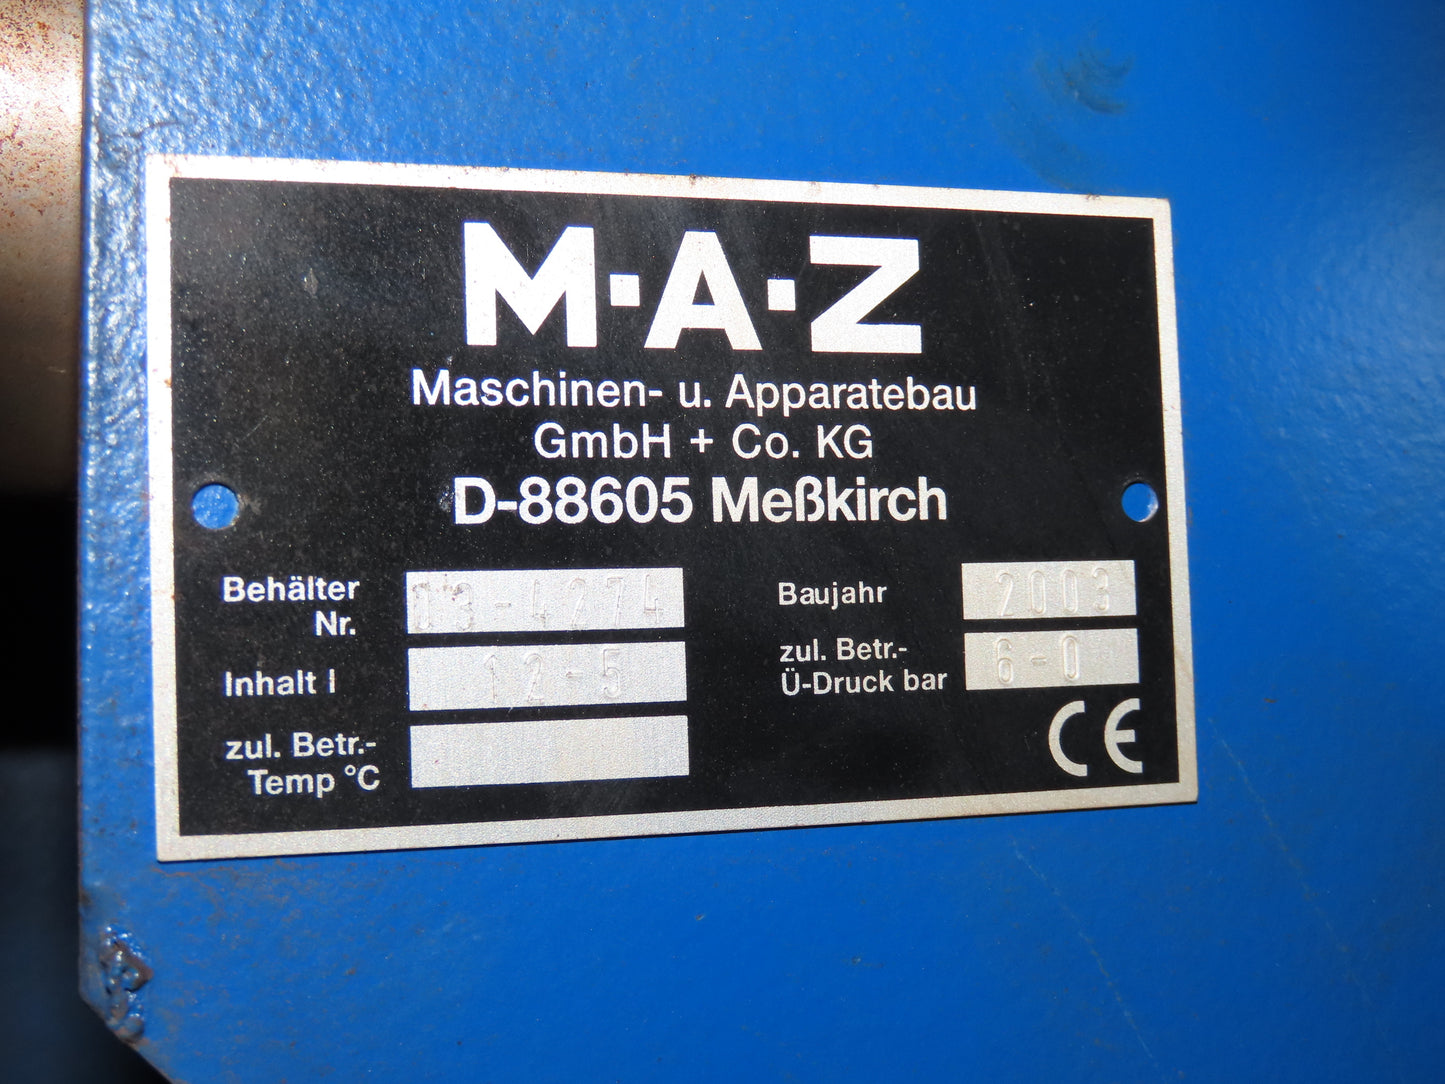 M·A·Z
Maschinen- u. Apparatebau
GmbH + Co. KG
D-88605 Meßkirch
Behälter Nr. 03-4274
Inhalt l 12-5
zul. Betr.-
Temp °C
Baujahr 2003
zul. Betr.-
Ü-Druck bar 6-0
CE